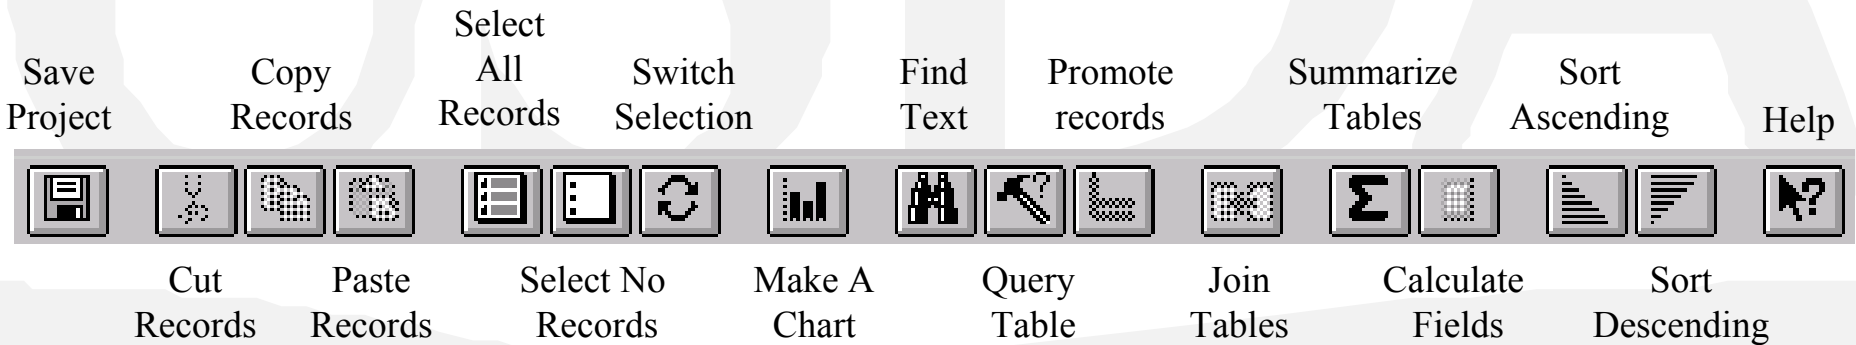 Save
Project
Copy
Records
Select
All
Records
Switch
Selection
Find
Text
Promote
records
Summarize
Tables
Sort
Ascending
Help
Cut
Records
Paste
Records
Select No
Records
Make A
Chart
Query
Table
Join
Tables
Calculate
Fields
Sort
Descending